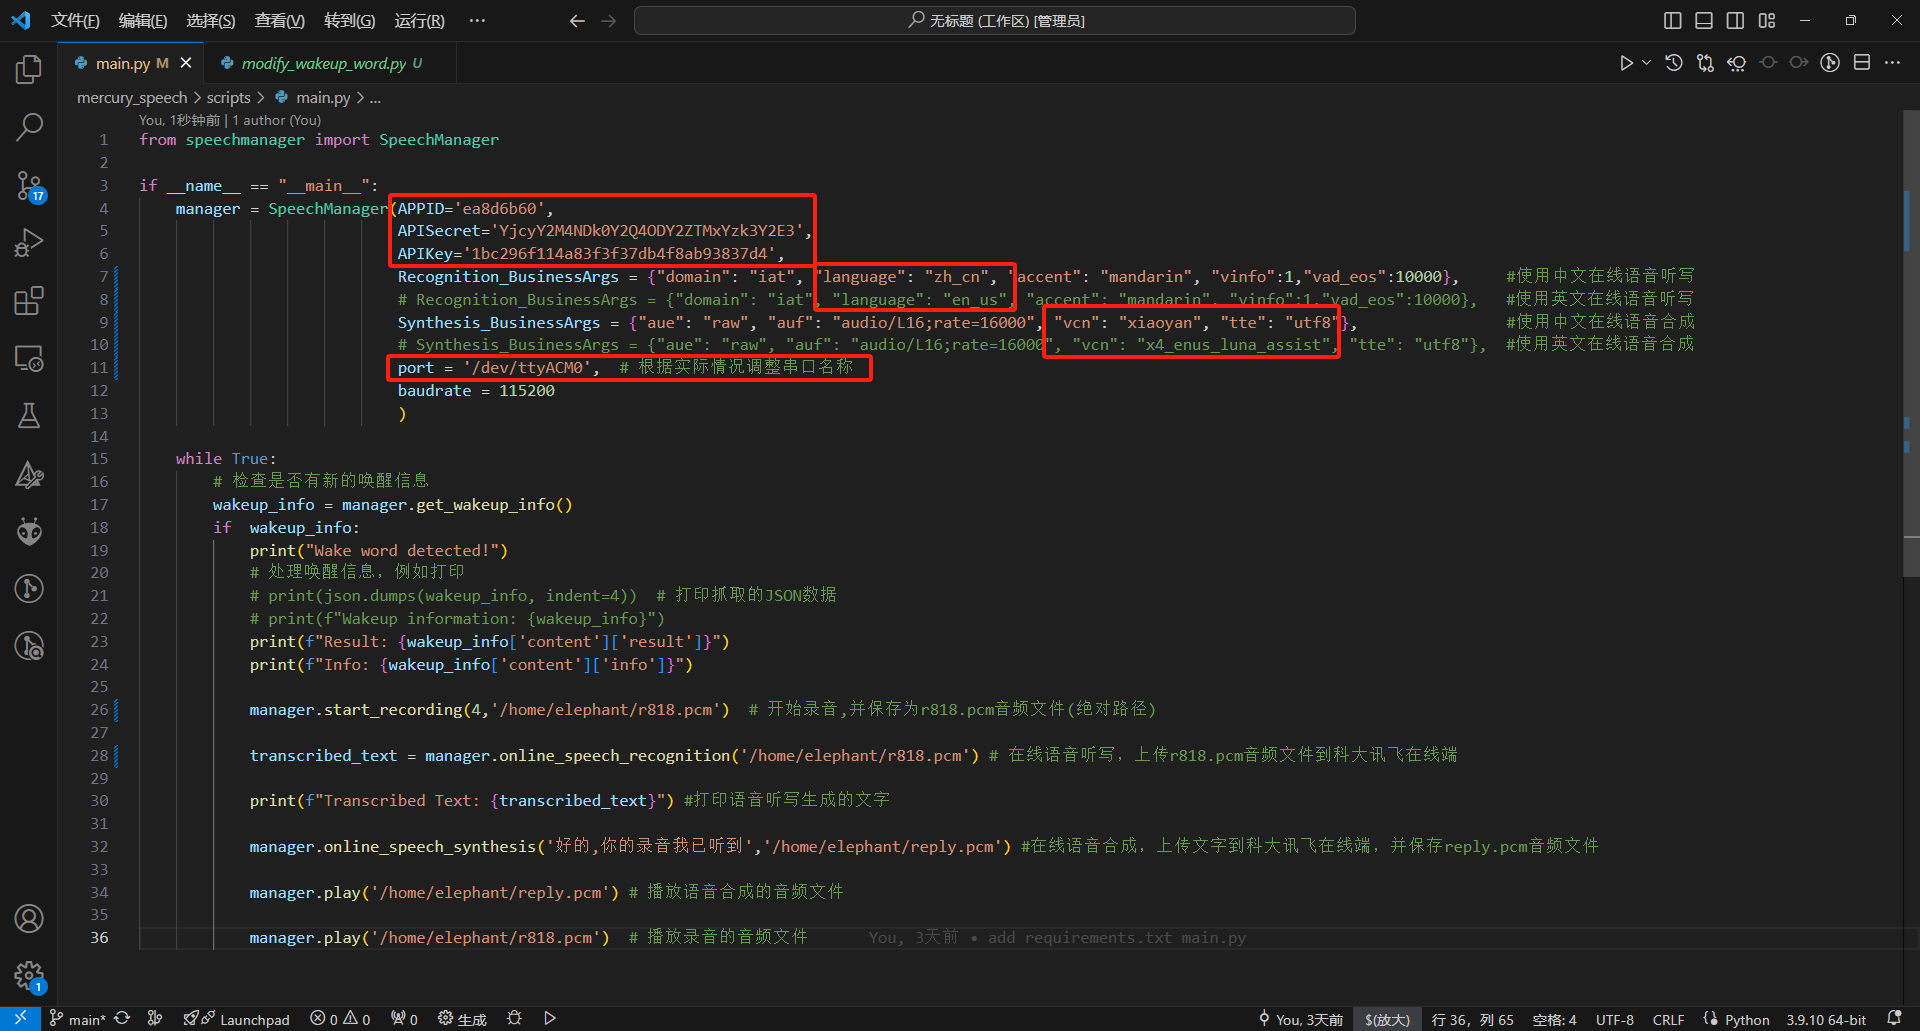 文件(F) 编辑(E) 选择(S) 查看(V) 转到(G) 运行(R) ··· 无标题 (工作区) [管理员]
main.py M modify_wakeup_word.py U
mercury_speech > scripts > main.py > ...
You, 1秒钟前 | 1 author (You)
1 from speechmanager import SpeechManager
2
3 if __name__ == "__main__":
4 manager = SpeechManager(APPID='ea8d6b60',
5 APISecret='YjcyY2M4NDk0Y2Q4ODY2ZTMxYzk3Y2E3',
6 APIKey='1bc296f114a83f3f37db4f8ab93837d4',
7 Recognition_BusinessArgs = {"domain": "iat", "language": "zh_cn", "accent": "mandarin", "vinfo":1,"vad_eos":10000}, #使用中文在线语音听写
8 # Recognition_BusinessArgs = {"domain": "iat", "language": "en_us", "accent": "mandarin", "vinfo":1,"vad_eos":10000}, #使用英文在线语音听写
9 Synthesis_BusinessArgs = {"aue": "raw", "auf": "audio/L16;rate=16000", "vcn": "xiaoyan", "tte": "utf8"}, #使用中文在线语音合成
10 # Synthesis_BusinessArgs = {"aue": "raw", "auf": "audio/L16;rate=16000", "vcn": "x4_enus_luna_assist", "tte": "utf8"}, #使用英文在线语音合成
11 port = '/dev/ttyACM0', # 根据实际情况调整串口名称
12 baudrate = 115200
13 )
14
15 while True:
16 # 检查是否有新的唤醒信息
17 wakeup_info = manager.get_wakeup_info()
18 if wakeup_info:
19 print("Wake word detected!")
20 # 处理唤醒信息，例如打印
21 # print(json.dumps(wakeup_info, indent=4)) # 打印抓取的JSON数据
22 # print(f"Wakeup information: {wakeup_info}")
23 print(f"Result: {wakeup_info['content']['result']}")
24 print(f"Info: {wakeup_info['content']['info']}")
25
26 manager.start_recording(4,'/home/elephant/r818.pcm') # 开始录音,并保存为r818.pcm音频文件(绝对路径)
27
28 transcribed_text = manager.online_speech_recognition('/home/elephant/r818.pcm') # 在线语音听写，上传r818.pcm音频文件到科大讯飞在线端
29
30 print(f"Transcribed Text: {transcribed_text}") #打印语音听写生成的文字
31
32 manager.online_speech_synthesis('好的,你的录音我已听到','/home/elephant/reply.pcm') #在线语音合成，上传文字到科大讯飞在线端，并保存reply.pcm音频文件
33
34 manager.play('/home/elephant/reply.pcm') # 播放语音合成的音频文件
35
36 manager.play('/home/elephant/r818.pcm') # 播放录音的音频文件 You, 3天前 • add requirements.txt main.py
17
1
main* Launchpad 0 0 0 生成 You, 3天前 $(放大) 行 36，列 65 空格: 4 UTF-8 CRLF Python 3.9.10 64-bit